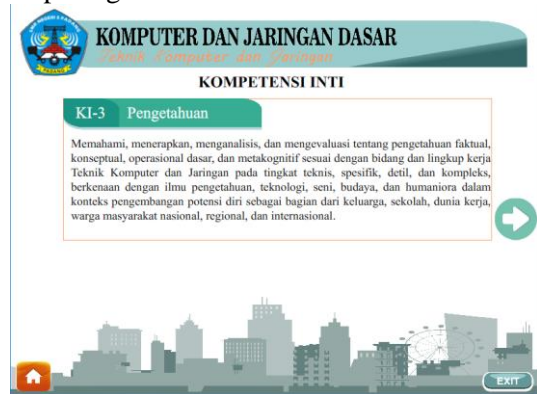 KOMPUTER DAN JARINGAN DASAR
Teknik Komputer dan Jaringan
KOMPETENSI INTI
KI-3 Pengetahuan
Memahami, menerapkan, menganalisis, dan mengevaluasi tentang pengetahuan faktual,
konseptual, operasional dasar, dan metakognitif sesuai dengan bidang dan lingkup kerja
Teknik Komputer dan Jaringan pada tingkat teknis, spesifik, detil, dan kompleks,
berkenaan dengan ilmu pengetahuan, teknologi, seni, budaya, dan humaniora dalam
konteks pengembangan potensi diri sebagai bagian dari keluarga, sekolah, dunia kerja,
warga masyarakat nasional, regional, dan internasional.
EXIT